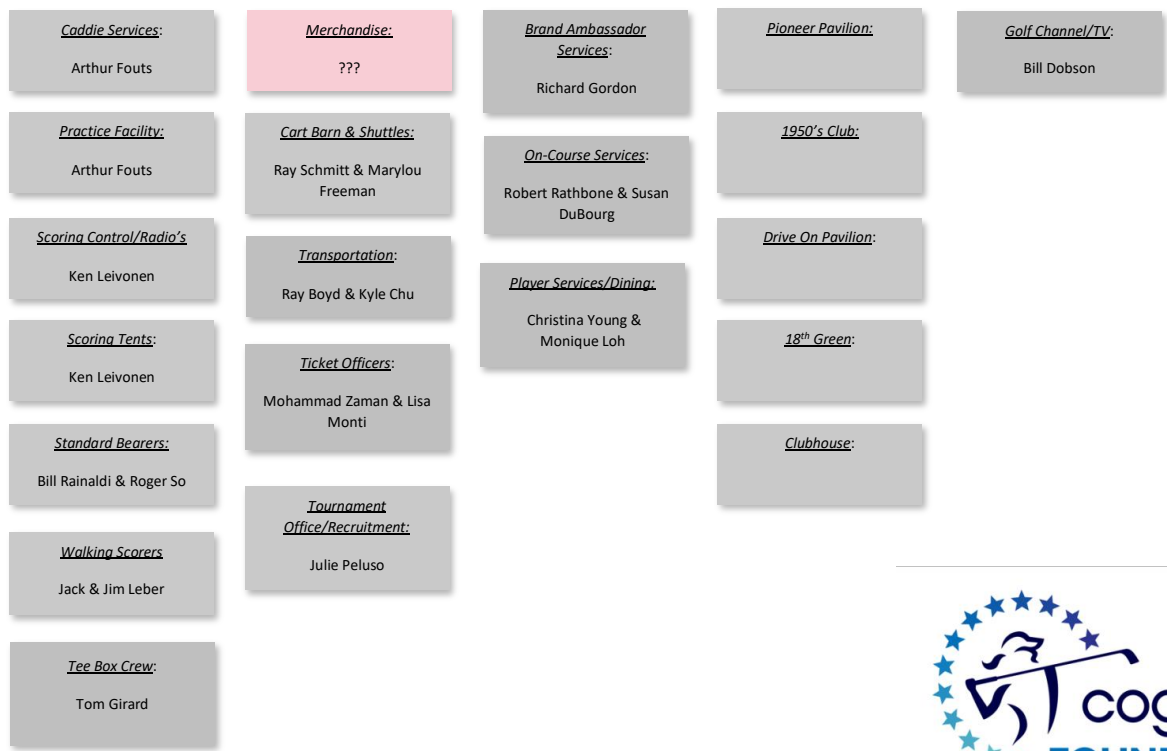 Caddie Services:
Arthur Fouts
Practice Facility:
Arthur Fouts
Scoring Control/Radio's
Ken Leivonen
Scoring Tents:
Ken Leivonen
Standard Bearers:
Bill Rainaldi & Roger So
Walking Scorers
Jack & Jim Leber
Tee Box Crew:
Tom Girard
Merchandise:
???
Cart Barn & Shuttles:
Ray Schmitt & Marylou
Freeman
Transportation:
Ray Boyd & Kyle Chu
Ticket Officers:
Mohammad Zaman & Lisa
Monti
Tournament
Office/Recruitment:
Julie Peluso
Brand Ambassador
Services:
Richard Gordon
On-Course Services:
Robert Rathbone & Susan
DuBourg
Player Services/Dining:
Christina Young &
Monique Loh
Pioneer Pavilion:
1950's Club:
Drive On Pavilion:
18th Green:
Clubhouse:
Golf Channel/TV:
Bill Dobson